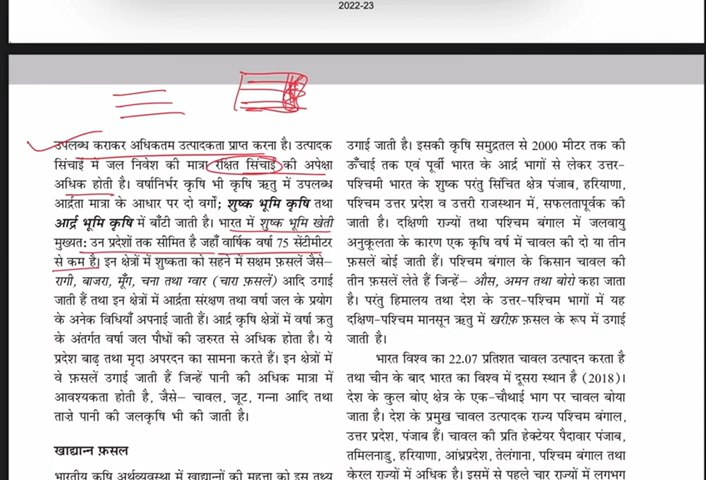 2022-23
उपलब्ध कराकर अधिकतम उत्पादकता प्राप्त करना है। उत्पादक
सिंचाई में जल निवेश की मात्रा रक्षित सिंचाई की अपेक्षा
अधिक होती है। वर्षानिर्भर कृषि भी कृषि ऋतु में उपलब्ध
आर्द्रता मात्रा के आधार पर दो वर्गों; शुष्क भूमि कृषि तथा
आर्द्र भूमि कृषि में बाँटी जाती है। भारत में शुष्क भूमि खेती
मुख्यतः उन प्रदेशों तक सीमित है जहाँ वार्षिक वर्षा 75 सेंटीमीटर
से कम है। इन क्षेत्रों में शुष्कता को सहने में सक्षम फ़सलें जैसे–
रागी, बाजरा, मूँग, चना तथा ग्वार (चारा फ़सलें) आदि उगाई
जाती हैं तथा इन क्षेत्रों में आर्द्रता संरक्षण तथा वर्षा जल के प्रयोग
के अनेक विधियाँ अपनाई जाती हैं। आर्द्र कृषि क्षेत्रों में वर्षा ऋतु
के अंतर्गत वर्षा जल पौधों की ज़रुरत से अधिक होता है। ये
प्रदेश बाढ़ तथा मृदा अपरदन का सामना करते हैं। इन क्षेत्रों में
वे फ़सलें उगाई जाती हैं जिन्हें पानी की अधिक मात्रा में
आवश्यकता होती है, जैसे– चावल, जूट, गन्ना आदि तथा
ताज़े पानी की जलकृषि भी की जाती है।
खाद्यान्न फ़सल
भारतीय कृषि अर्थव्यवस्था में खाद्यान्नों की महत्ता को इस तथ्य
उगाई जाती है। इसकी कृषि समुद्रतल से 2000 मीटर तक की
ऊँचाई तक एवं पूर्वी भारत के आर्द्र भागों से लेकर उत्तर-
पश्चिमी भारत के शुष्क परंतु सिंचित क्षेत्र पंजाब, हरियाणा,
पश्चिम उत्तर प्रदेश व उत्तरी राजस्थान में, सफलतापूर्वक की
जाती है। दक्षिणी राज्यों तथा पश्चिम बंगाल में जलवायु
अनुकूलता के कारण एक कृषि वर्ष में चावल की दो या तीन
फ़सलें बोई जाती हैं। पश्चिम बंगाल के किसान चावल की
तीन फ़सलें लेते हैं जिन्हें– औस, अमन तथा बोरो कहा जाता
है। परंतु हिमालय तथा देश के उत्तर-पश्चिम भागों में यह
दक्षिण-पश्चिम मानसून ऋतु में खरीफ़ फ़सल के रूप में उगाई
जाती है।
भारत विश्व का 22.07 प्रतिशत चावल उत्पादन करता है
तथा चीन के बाद भारत का विश्व में दूसरा स्थान है (2018)।
देश के कुल बोए क्षेत्र के एक-चौथाई भाग पर चावल बोया
जाता है। देश के प्रमुख चावल उत्पादक राज्य पश्चिम बंगाल,
उत्तर प्रदेश, पंजाब हैं। चावल की प्रति हेक्टेयर पैदावार पंजाब,
तमिलनाडु, हरियाणा, आंध्रप्रदेश, तेलंगाना, पश्चिम बंगाल तथा
केरल राज्यों में अधिक है। इसमें से पहले चार राज्यों में लगभग